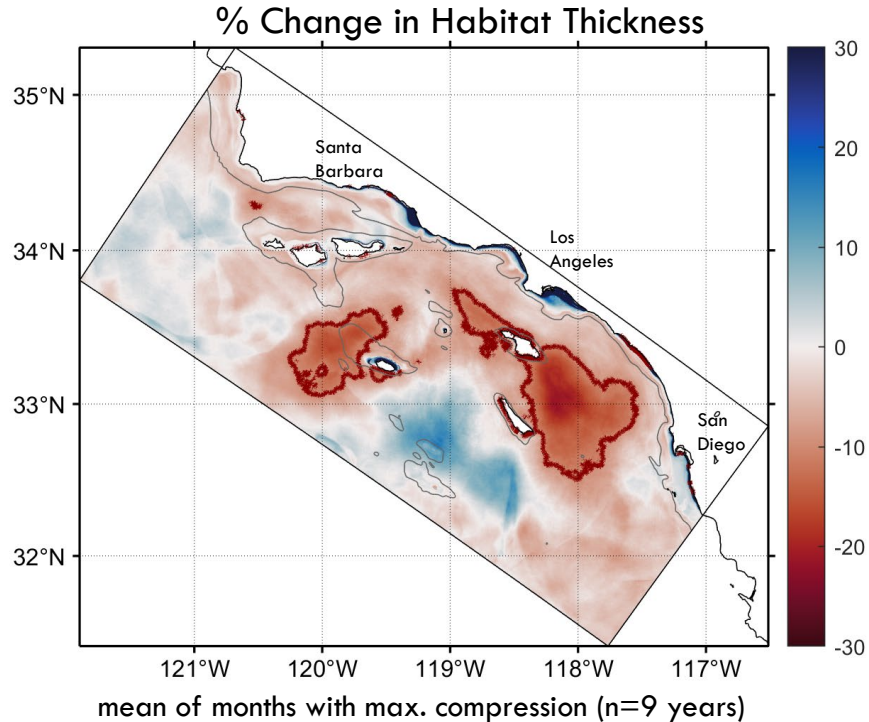 % Change in Habitat Thickness
35°N
34°N
33°N
32°N
Santa
Barbara
Los
Angeles
San
Diego
30
20
10
0
-10
-20
-30
121°W 120°W 119°W 118°W 117°W
mean of months with max. compression (n=9 years)